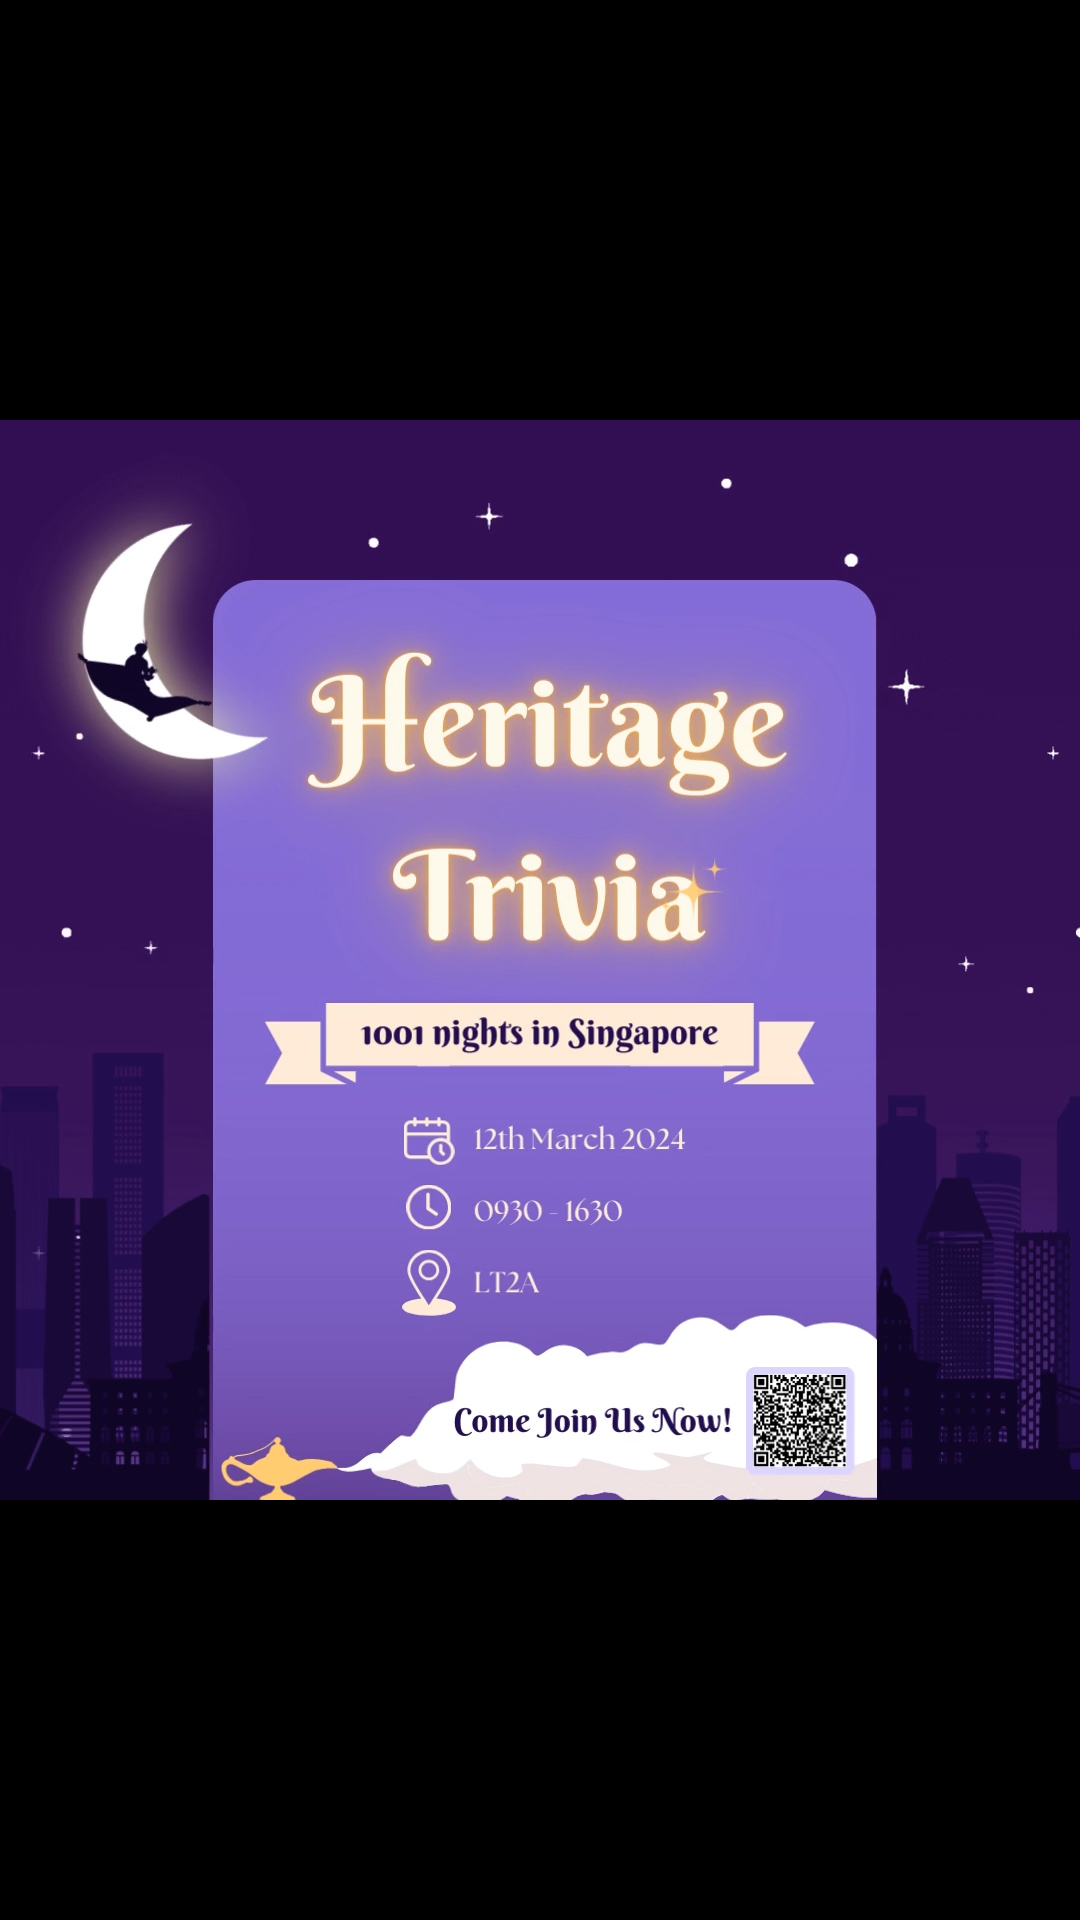 Heritage
Trivia
1001 nights in Singapore
12th March 2024
0930 - 1630
LT2A
Come Join Us Now!